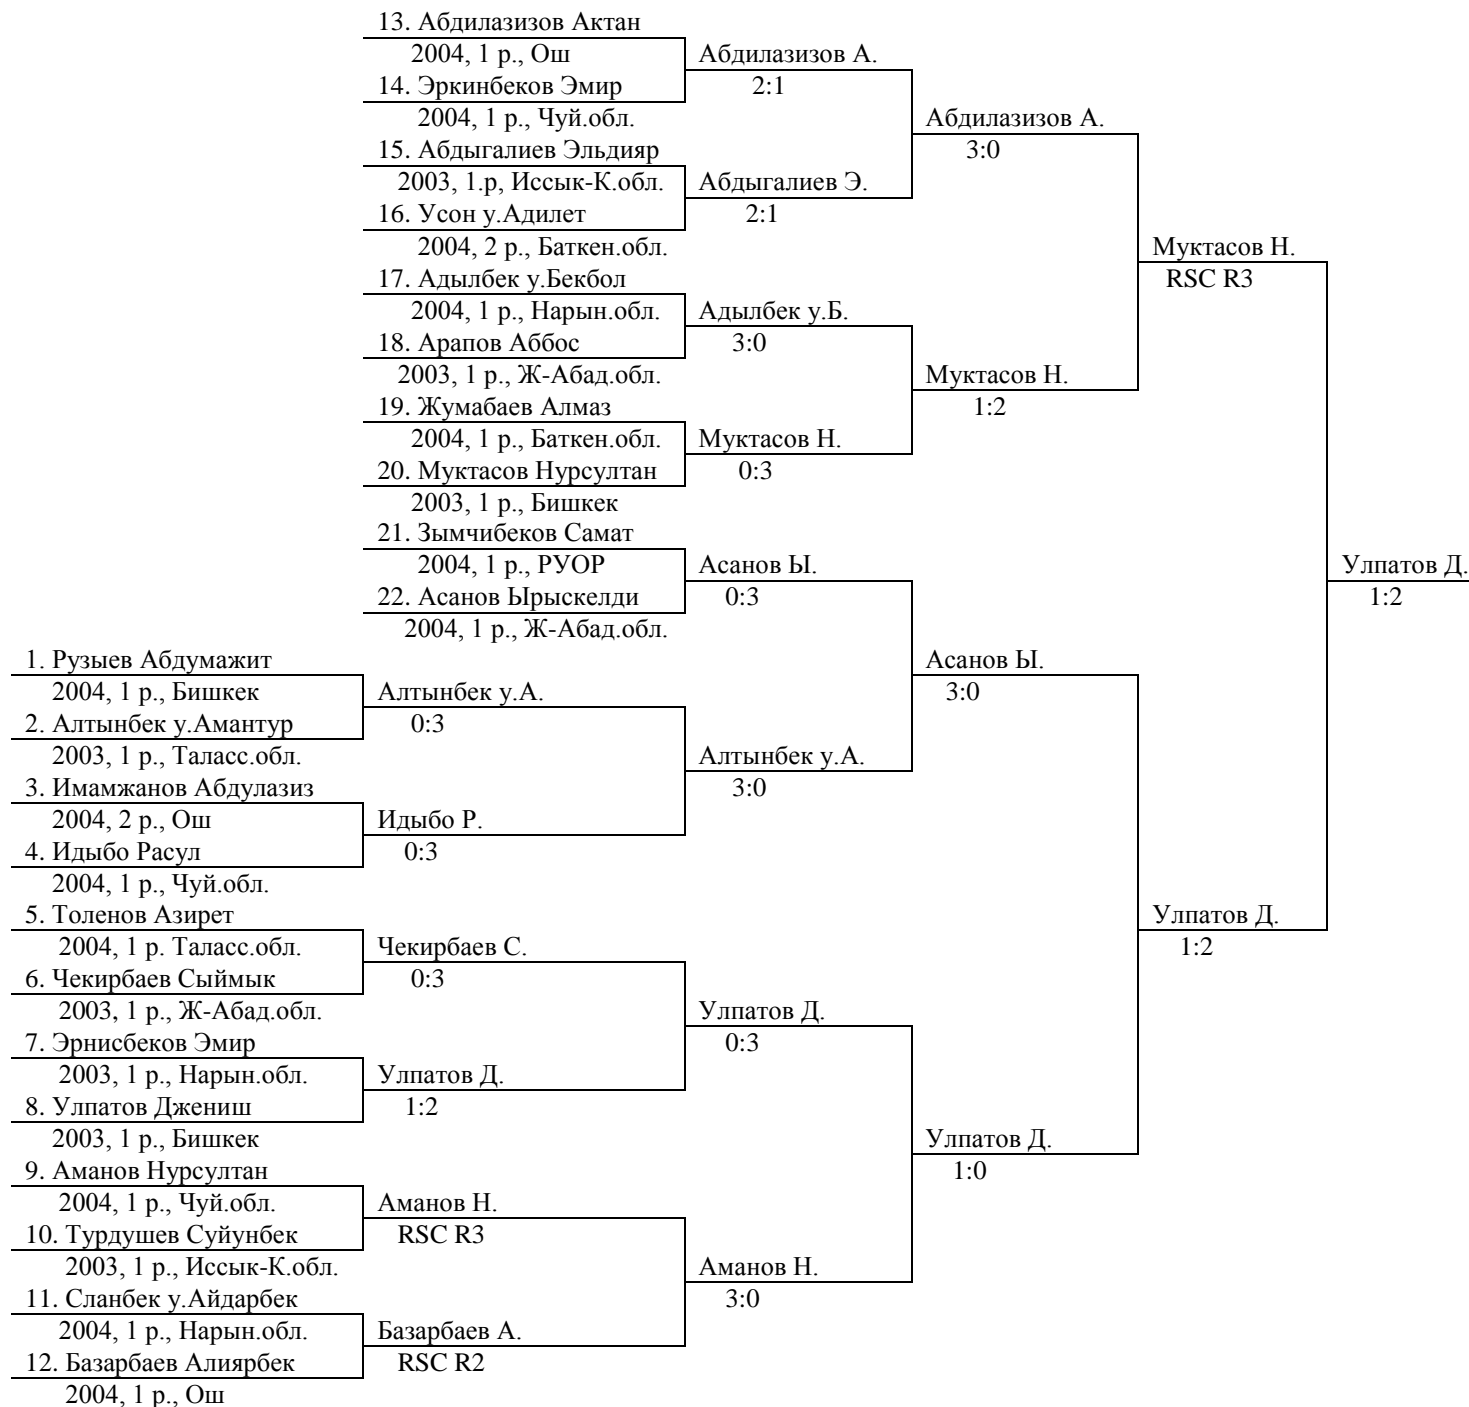 13. Абдилазизов Актан
2004, 1 р., Ош
Абдилазизов А.
14. Эркинбеков Эмир
2:1
2004, 1 р., Чуй.обл.
Абдилазизов А.
15. Абдыгалиев Эльдияр
3:0
2003, 1.р, Иссык-К.обл.
Абдыгалиев Э.
16. Усон у.Адилет
2:1
2004, 2 р., Баткен.обл.
Муктасов Н.
17. Адылбек у.Бекбол
RSC R3
2004, 1 р., Нарын.обл.
Адылбек у.Б.
18. Арапов Аббос
3:0
2003, 1 р., Ж-Абад.обл.
Муктасов Н.
19. Жумабаев Алмаз
1:2
2004, 1 р., Баткен.обл.
Муктасов Н.
20. Муктасов Нурсултан
0:3
2003, 1 р., Бишкек
21. Зымчибеков Самат
2004, 1 р., РУОР
Асанов Ы.
Улпатов Д.
22. Асанов Ырыскелди
0:3
1:2
2004, 1 р., Ж-Абад.обл.
1. Рузыев Абдумажит
Асанов Ы.
2004, 1 р., Бишкек
Алтынбек у.А.
3:0
2. Алтынбек у.Амантур
0:3
2003, 1 р., Таласс.обл.
Алтынбек у.А.
3. Имамжанов Абдулазиз
3:0
2004, 2 р., Ош
Идыбо Р.
4. Идыбо Расул
0:3
2004, 1 р., Чуй.обл.
5. Толенов Азирет
Улпатов Д.
2004, 1 р. Таласс.обл.
Чекирбаев С.
1:2
6. Чекирбаев Сыймык
0:3
2003, 1 р., Ж-Абад.обл.
Улпатов Д.
7. Эрнисбеков Эмир
0:3
2003, 1 р., Нарын.обл.
Улпатов Д.
8. Улпатов Джениш
1:2
2003, 1 р., Бишкек
Улпатов Д.
9. Аманов Нурсултан
1:0
2004, 1 р., Чуй.обл.
Аманов Н.
10. Турдушев Суйунбек
RSC R3
2003, 1 р., Иссык-К.обл.
Аманов Н.
11. Сланбек у.Айдарбек
3:0
2004, 1 р., Нарын.обл.
Базарбаев А.
12. Базарбаев Алиярбек
RSC R2
2004, 1 р., Ош